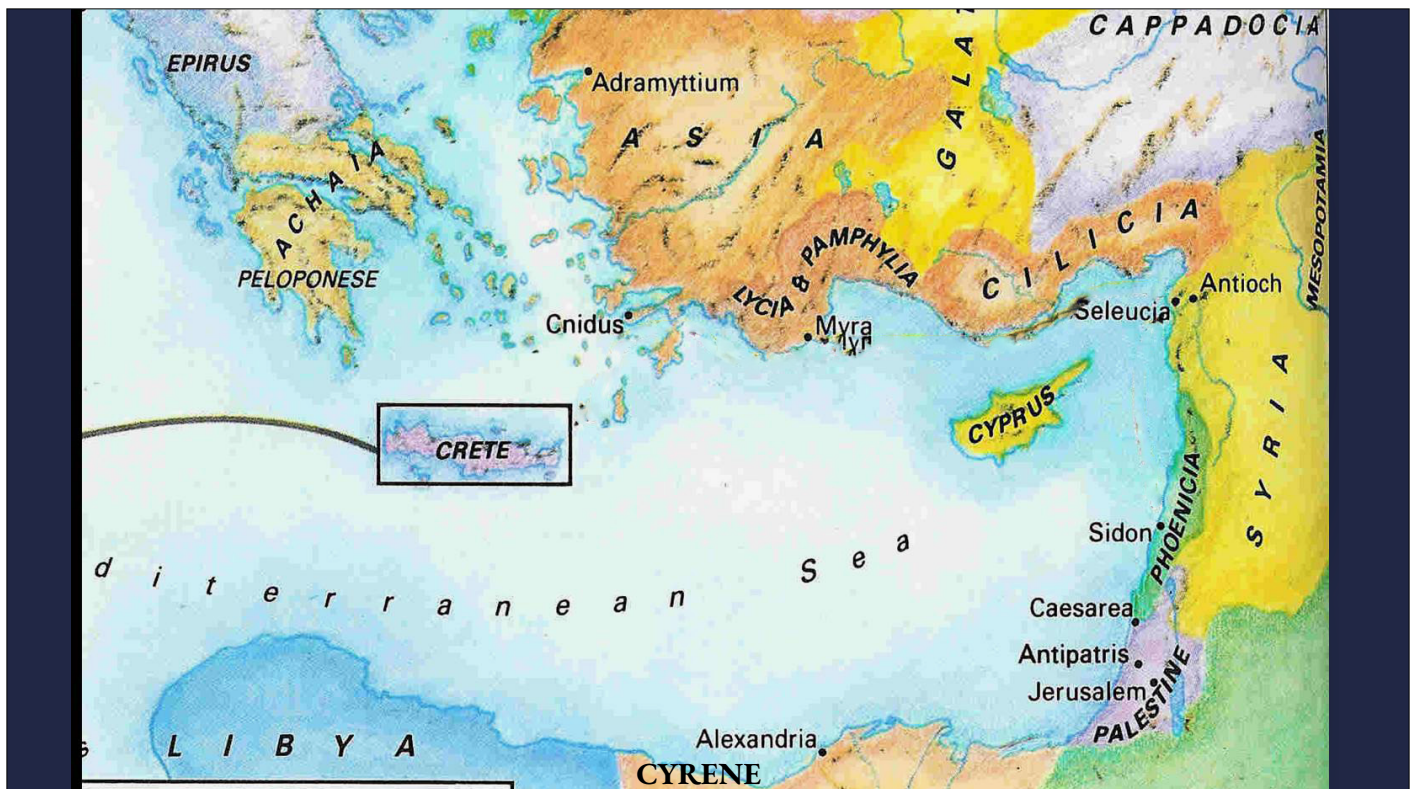 CAPPADOCIA
EPIRUS
Adramyttium
ASIA
GALA
ACHAIA
MESOPOTAMIA
PELOPONESE
LYCIA & PAMPHYLIA
CILICIA
Antioch
Seleucia
Cnidus
Myra
CYPRUS
SYRIA
CRETE
PHOENICIA
Sidon
diterranean Sea
Caesarea
Antipatris
Jerusalem
PALESTINE
LIBYA
Alexandria
CYRENE